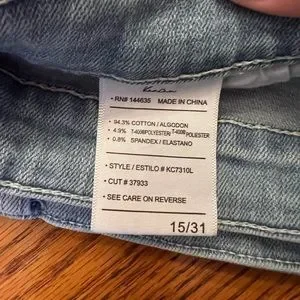 KanCan
• RN# 144635 MADE IN CHINA
• 94.3% COTTON / ALGODON
• 4.9% T-400®POLYESTER/ T-400® POLIESTER
• 0.8% SPANDEX / ELASTANO
• STYLE / ESTILO # KC7310L
• CUT # 37933
• SEE CARE ON REVERSE
15/31